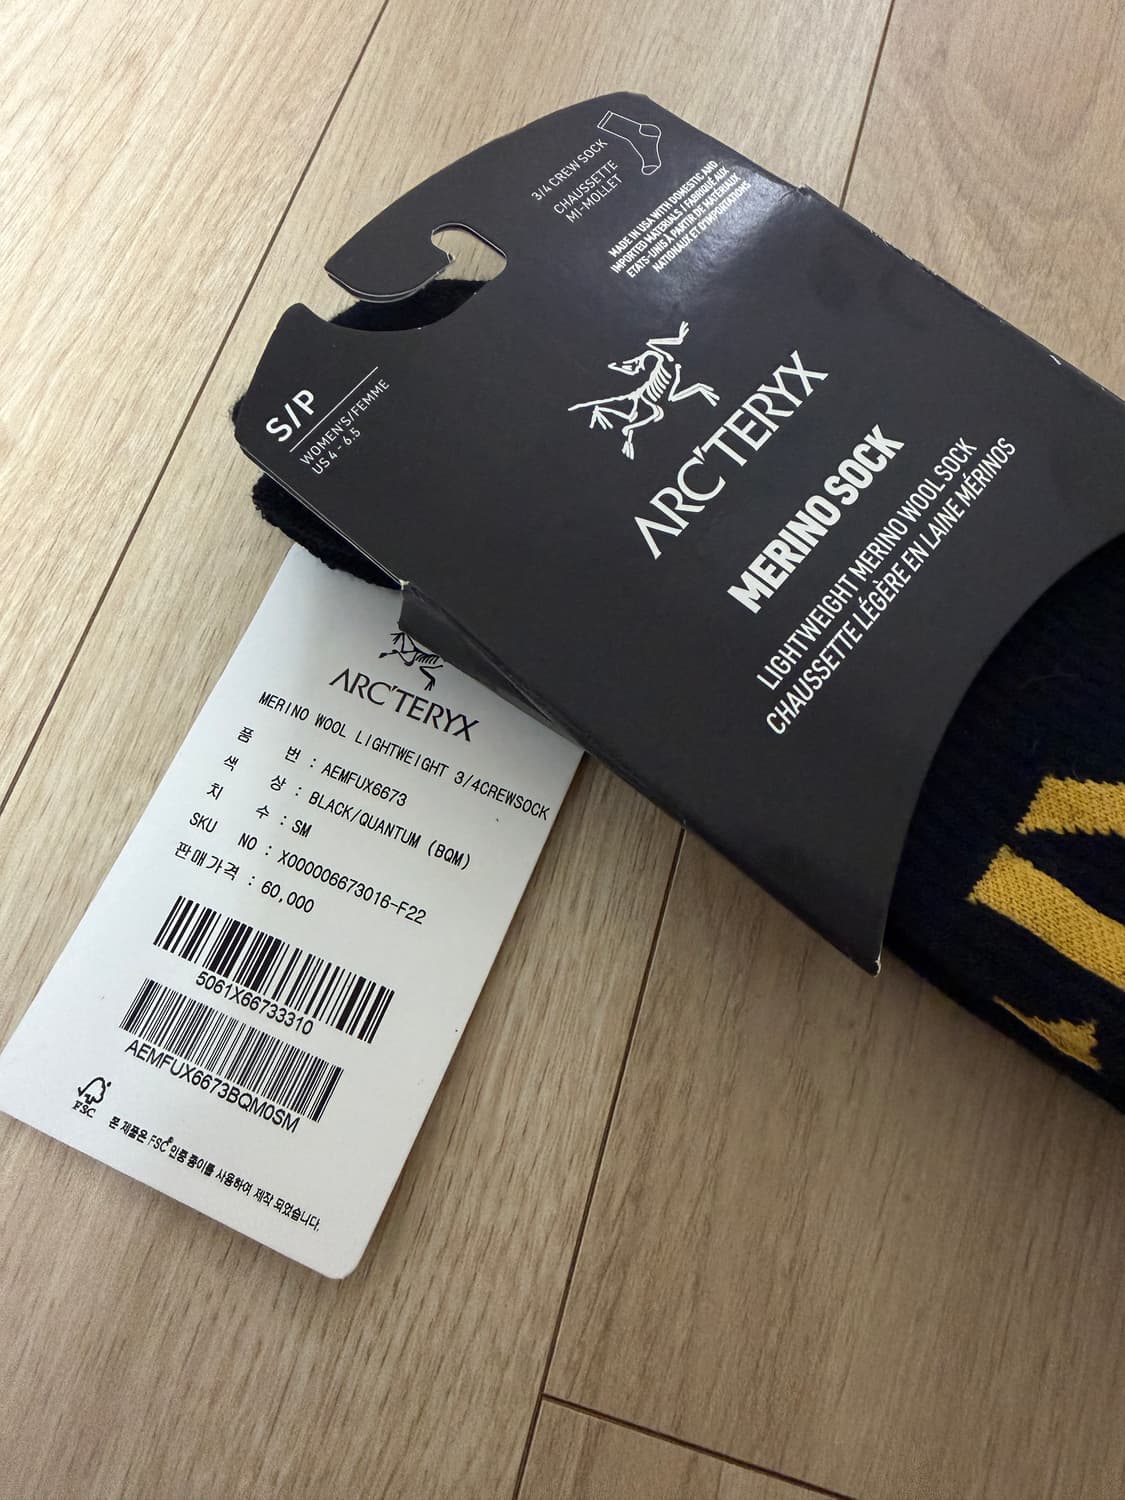 3/4 CREW SOCK
CHAUSSETTE
MI-MOLLET
MADE IN USA WITH DOMESTIC AND
IMPORTED MATERIALS / FABRIQUÉ AUX
ETATS-UNIS À PARTIR DE MATÉRIAUX
NATIONAUX ET D'IMPORTATIONS
S/P
WOMEN'S/FEMME
US 4 - 6.5
ARC'TERYX
MERINO SOCK
LIGHTWEIGHT MERINO WOOL SOCK
CHAUSSETTE LÉGÈRE EN LAINE MÉRINOS
ARC'TERYX
MERINO WOOL LIGHTWEIGHT 3/4CREWSOCK
품 번 : AEMFUX6673
색 상 : BLACK/QUANTUM (BQM)
치 수 : SM
SKU NO : X000006673016-F22
판매가격 : 60,000
5061X66733310
AEMFUX6673BQM0SM
FSC
본 제품은 FSC® 인증 종이를 사용하여 제작 되었습니다.